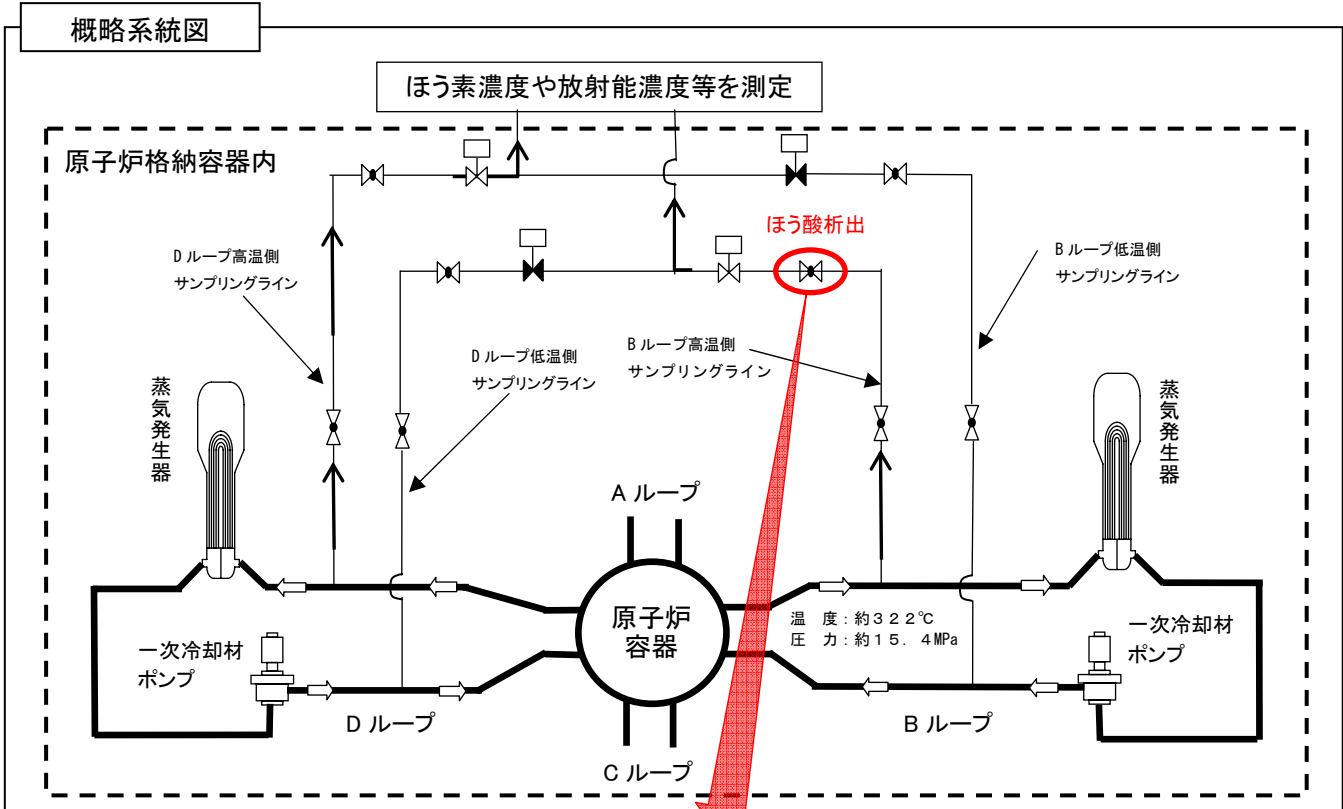 概略系統図
ほう素濃度や放射能濃度等を測定
原子炉格納容器内
ほう酸析出
Dループ高温側
サンプリングライン
Bループ低温側
サンプリングライン
Dループ低温側
サンプリングライン
Bループ高温側
サンプリングライン
蒸気発生器
蒸気発生器
Aループ
原子炉
容器
温 度：約３２２℃
圧 力：約１５．４MPa
一次冷却材
ポンプ
一次冷却材
ポンプ
Dループ
Bループ
Cループ